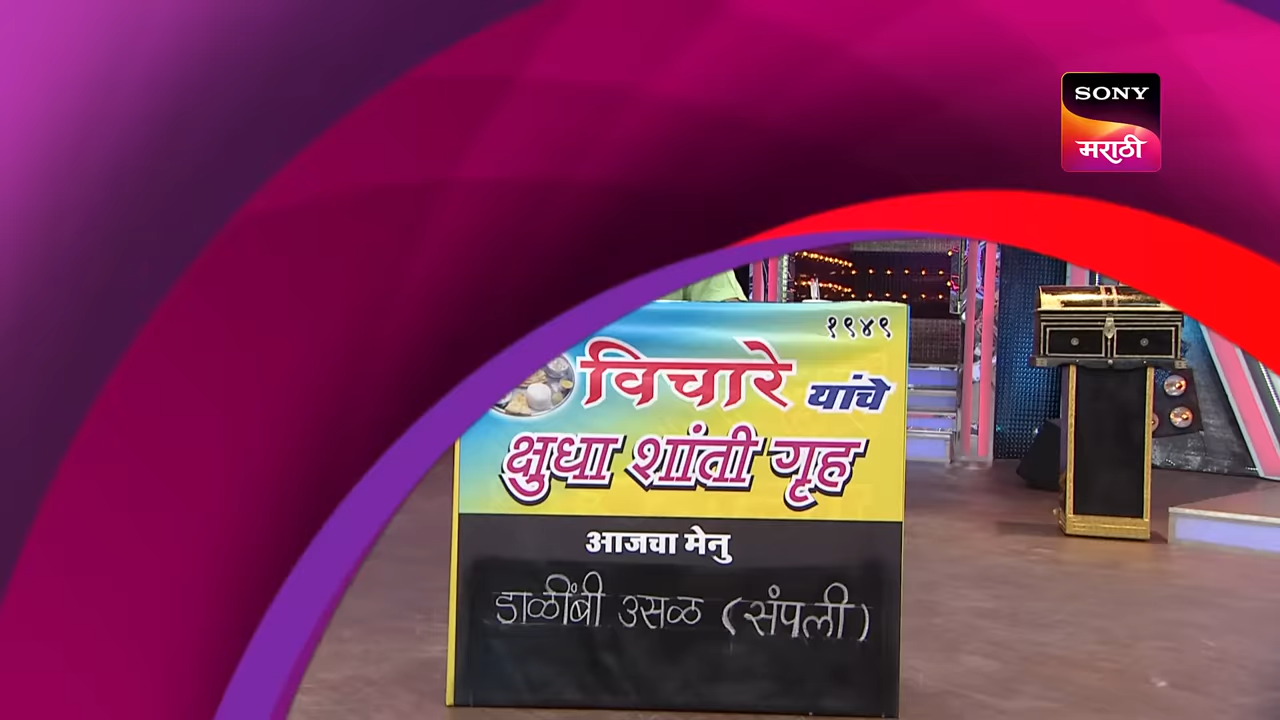 SONY
मराठी
१९४९
विचारे यांचे
क्षुधा शांती गृह
आजचा मेनु
डाळींबी उसळ (संपली)